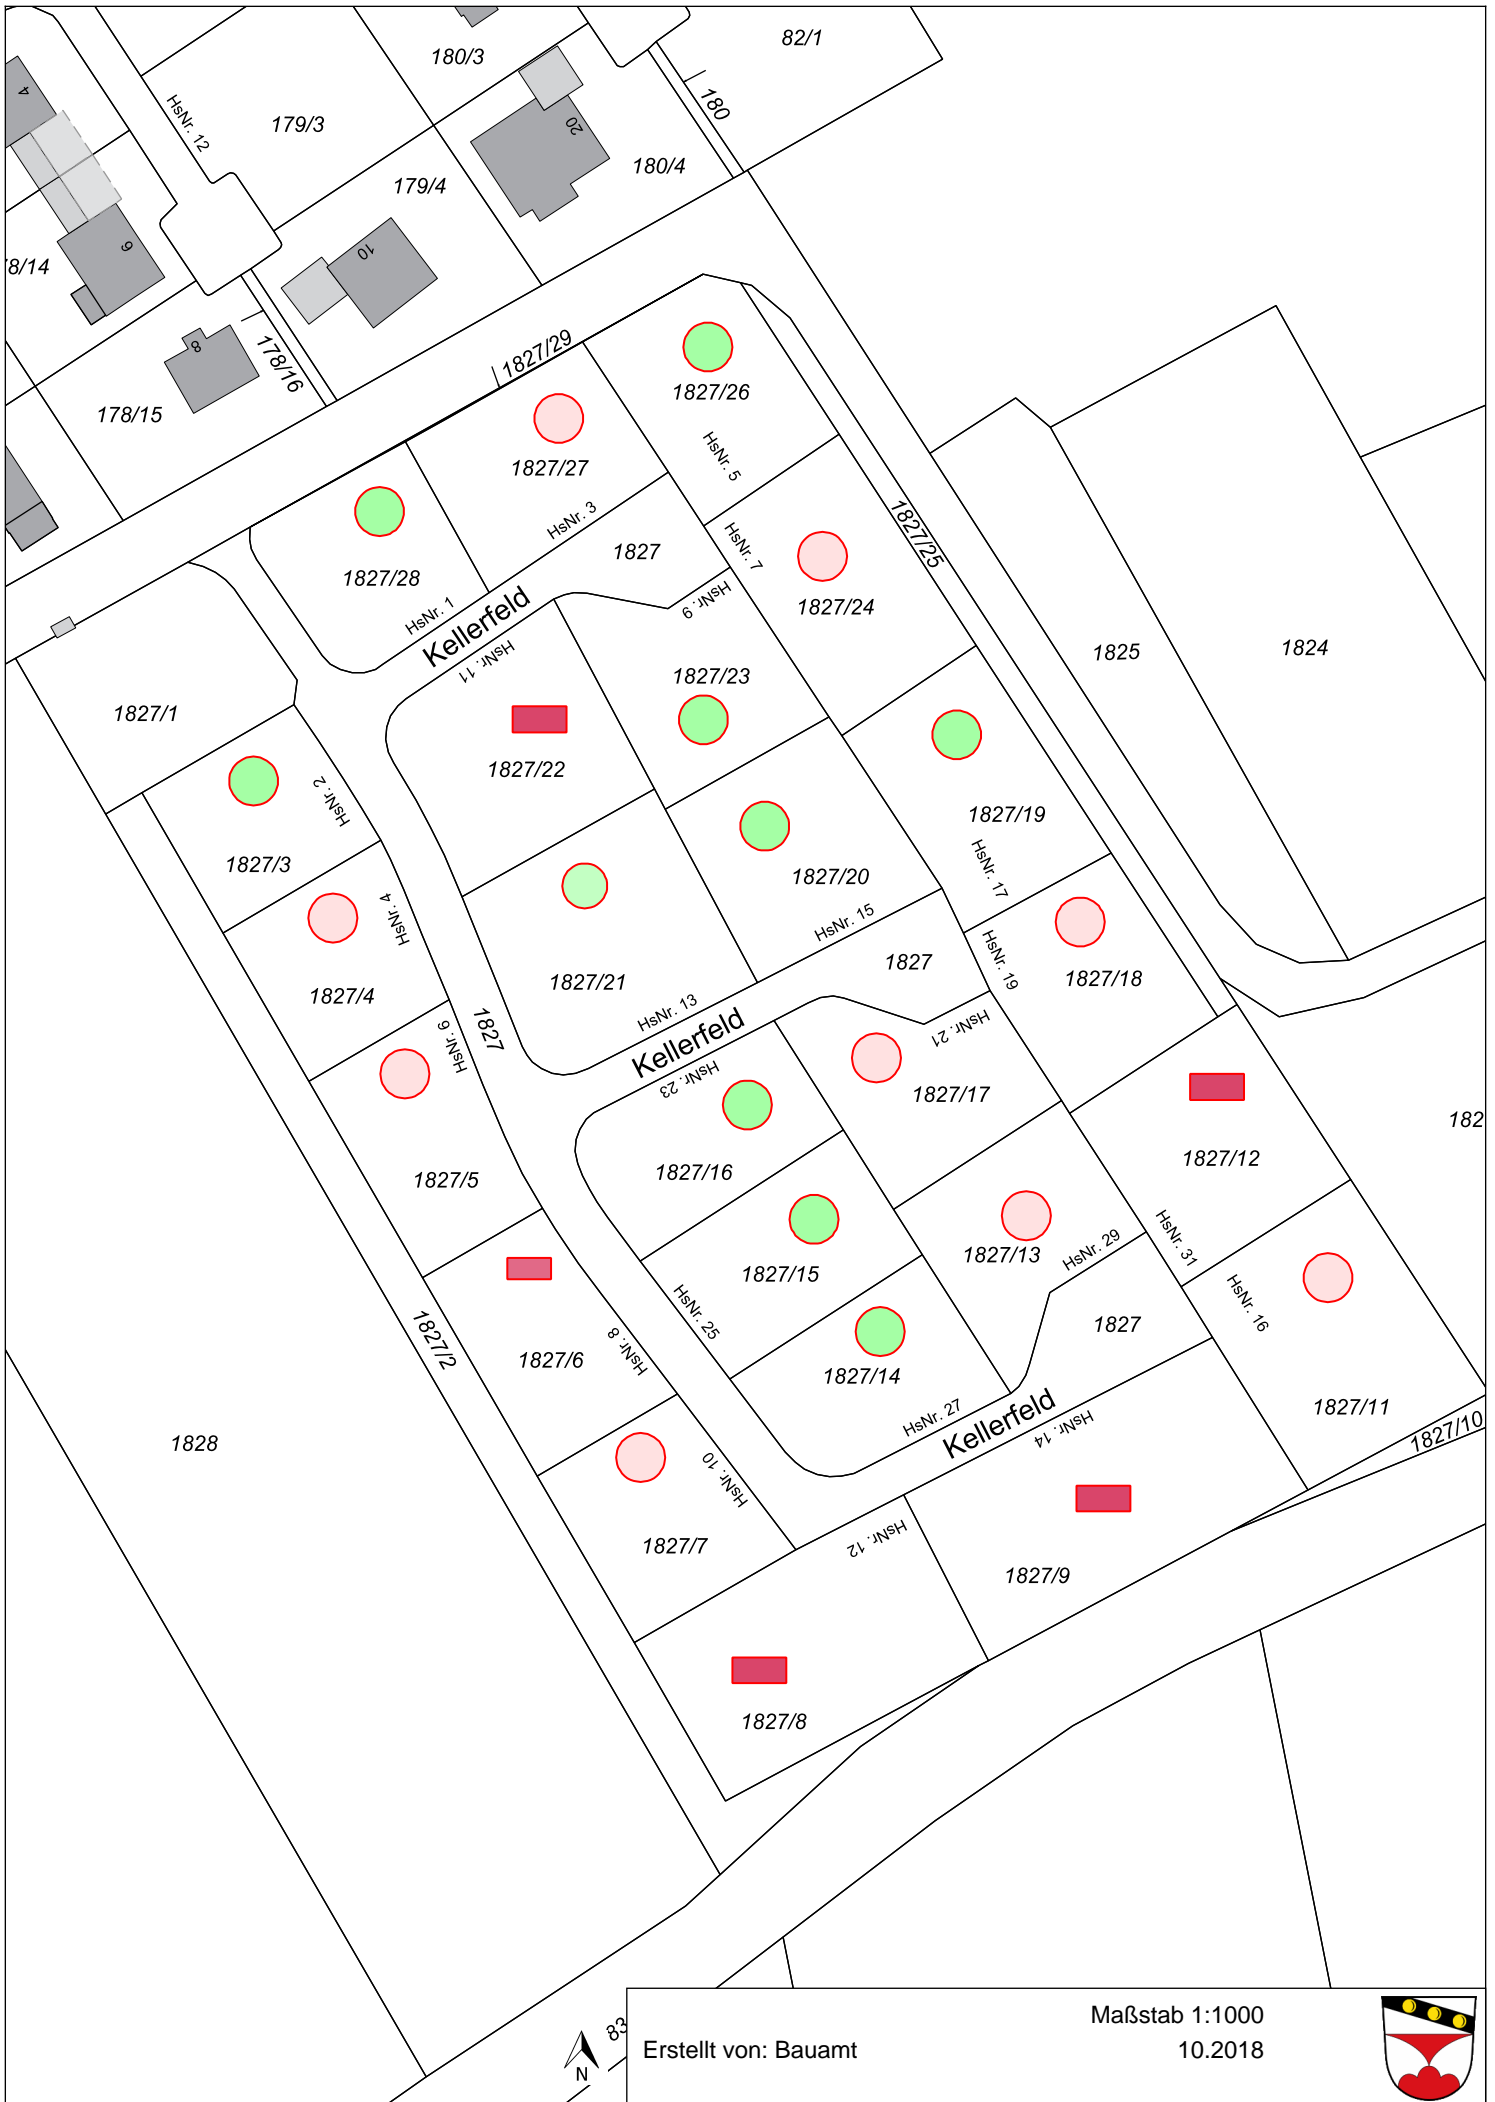 82/1
180/3
4
HsNr. 12
180
179/3
20
180/4
179/4
6
10
8/14
8
178/16
178/15
1827/29
1827/26
HsNr. 5
1827/27
HsNr. 3
1827
HsNr. 7
1827/25
1827/28
HsNr. 1
Kellerfeld
HsNr. 9
1827/24
HsNr. 11
1827/23
1825
1824
1827/1
1827/22
HsNr. 2
1827/3
1827/19
1827/20
HsNr. 17
HsNr. 4
HsNr. 15
1827
HsNr. 19
1827/18
1827/4
1827/21
HsNr. 13
Kellerfeld
1827
HsNr. 6
HsNr. 21
HsNr. 23
1827/17
182
1827/12
1827/5
1827/16
HsNr. 31
HsNr. 29
1827/13
1827/15
HsNr. 25
HsNr. 16
1827
1827/2
HsNr. 8
1827/6
1827/14
1827/11
HsNr. 27
Kellerfeld
HsNr. 14
1827/10
1828
HsNr. 10
1827/7
HsNr. 12
1827/9
1827/8
83
N
Maßstab 1:1000
Erstellt von: Bauamt
10.2018